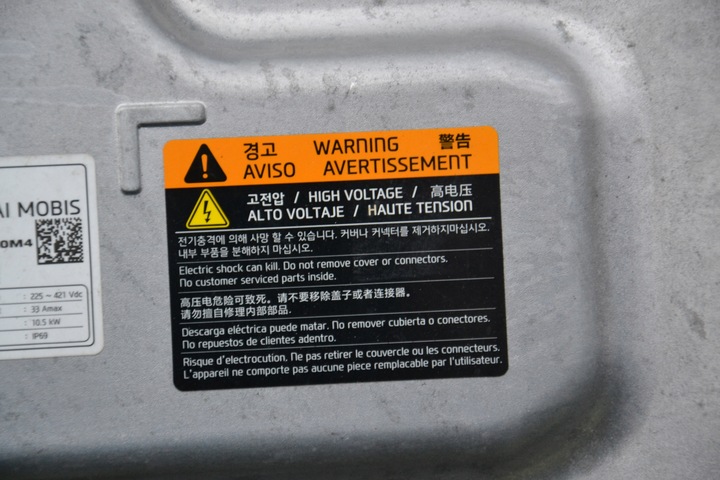 AI MOBIS
0M4
: 225 ~ 421 Vdc
: 33 Amax
: 10.5 kW
: IP69
경고 WARNING 警告
AVISO AVERTISSEMENT
고전압 / HIGH VOLTAGE / 高电压
ALTO VOLTAJE / HAUTE TENSION
전기충격에 의해 사망 할 수 있습니다. 커버나 커넥터를 제거하지마십시오.
내부 부품을 분해하지 마십시오.
Electric shock can kill. Do not remove cover or connectors.
No customer serviced parts inside.
高压电危险可致死。请不要移除盖子或者连接器。
请勿擅自修理内部部品.
Descarga eléctrica puede matar. No remover cubierta o conectores.
No repuestos de clientes adentro.
Risque d'electrocution. Ne pas retirer le couvercle ou les connecteurs.
L'appareil ne comporte pas aucune piece remplacable par l'utilisateur.